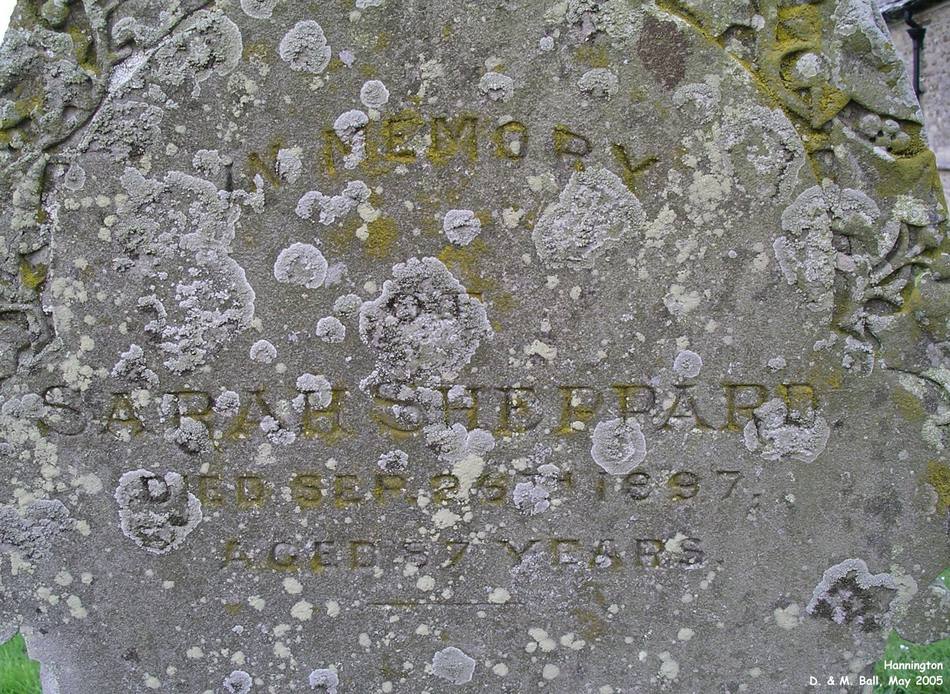 IN MEMORY
OF
SARAH SHEPPARD
DIED SEP. 26TH 1897,
AGED 57 YEARS.
Hannington
D. & M. Ball, May 2005